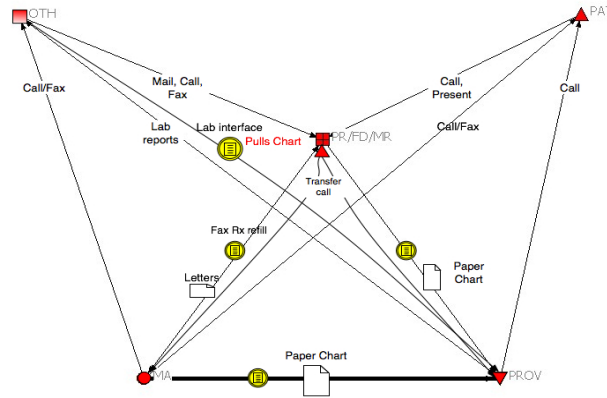 OTH
PAT
Call/Fax
Mail, Call,
Fax
Call,
Present
Call
Lab
reports
Lab interface
Pulls Chart
PR/FD/MR
Call/Fax
Transfer
call
Fax Rx refill
Letters
Paper
Chart
Paper Chart
MA
PROV